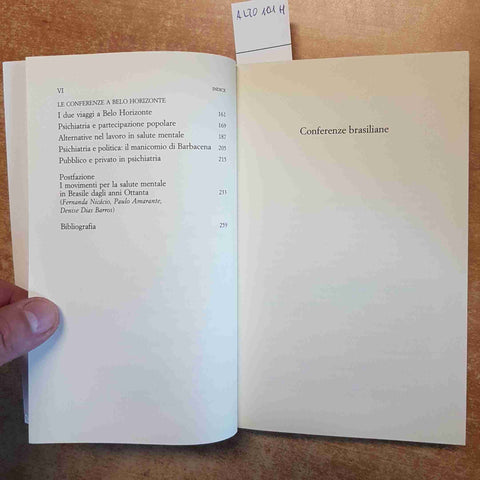 A220 101 H
VI INDICE
LE CONFERENZE A BELO HORIZONTE
I due viaggi a Belo Horizonte 161
Psichiatria e partecipazione popolare 169
Alternative nel lavoro in salute mentale 187
Psichiatria e politica: il manicomio di Barbacena 205
Pubblico e privato in psichiatria 215
Postfazione
I movimenti per la salute mentale
in Brasile dagli anni Ottanta 233
(Fernanda Nicácio, Paulo Amarante,
Denise Dias Barros)
Bibliografia 259
Conferenze brasiliane